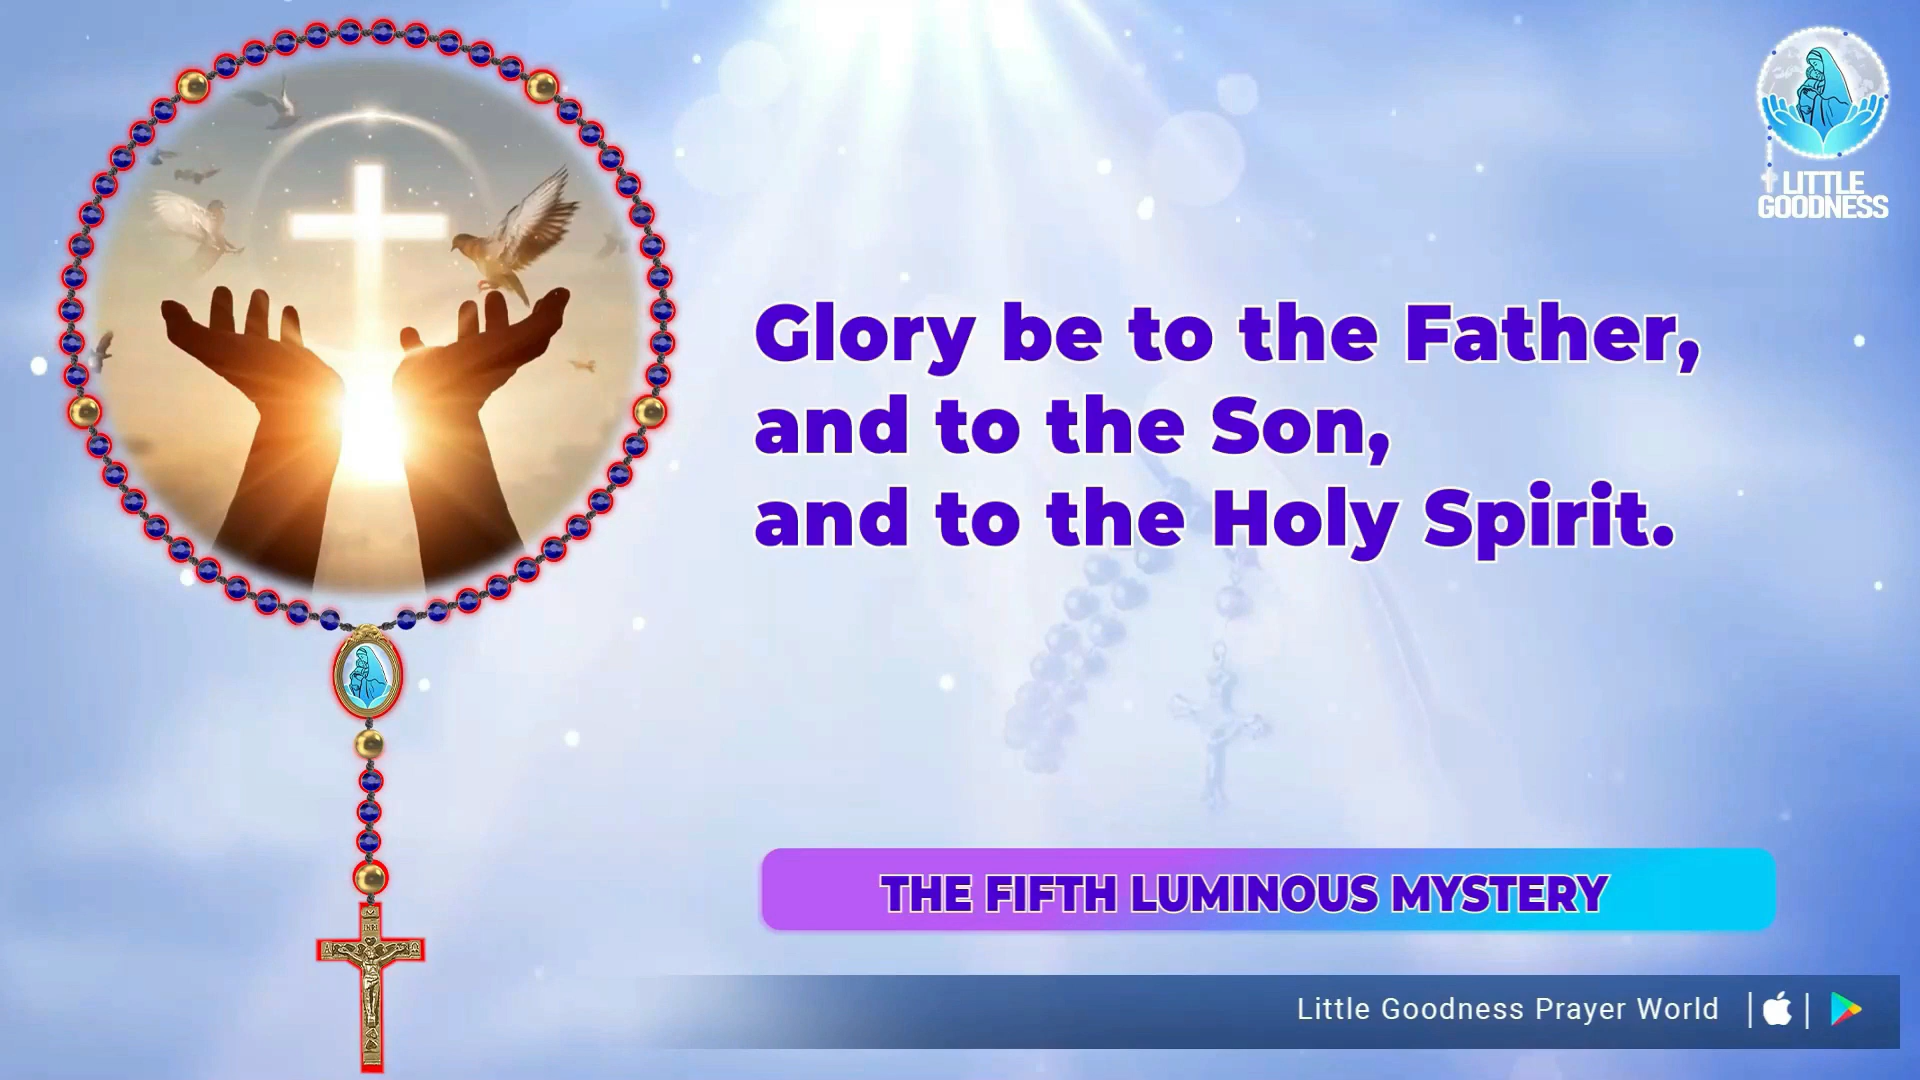 LITTLE
GOODNESS
Glory be to the Father,
and to the Son,
and to the Holy Spirit.
THE FIFTH LUMINOUS MYSTERY
Little Goodness Prayer World
INRI